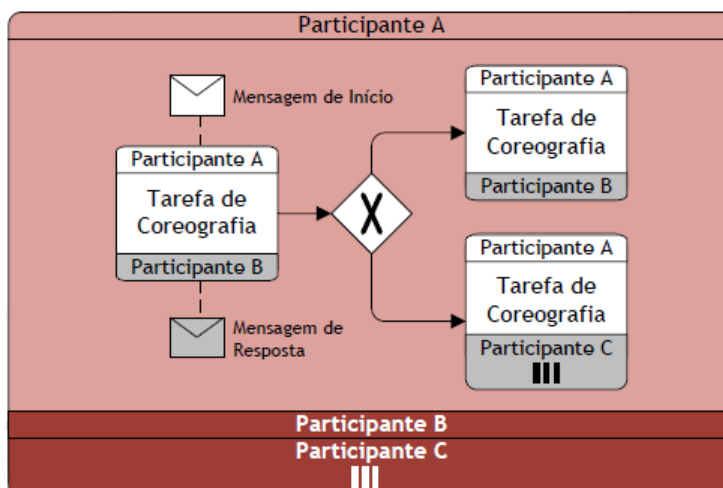 Participante A
Mensagem de Início
Participante A
Tarefa de
Coreografia
Participante B
Mensagem de
Resposta
X
Participante A
Tarefa de
Coreografia
Participante B
Participante A
Tarefa de
Coreografia
Participante C
Participante B
Participante C